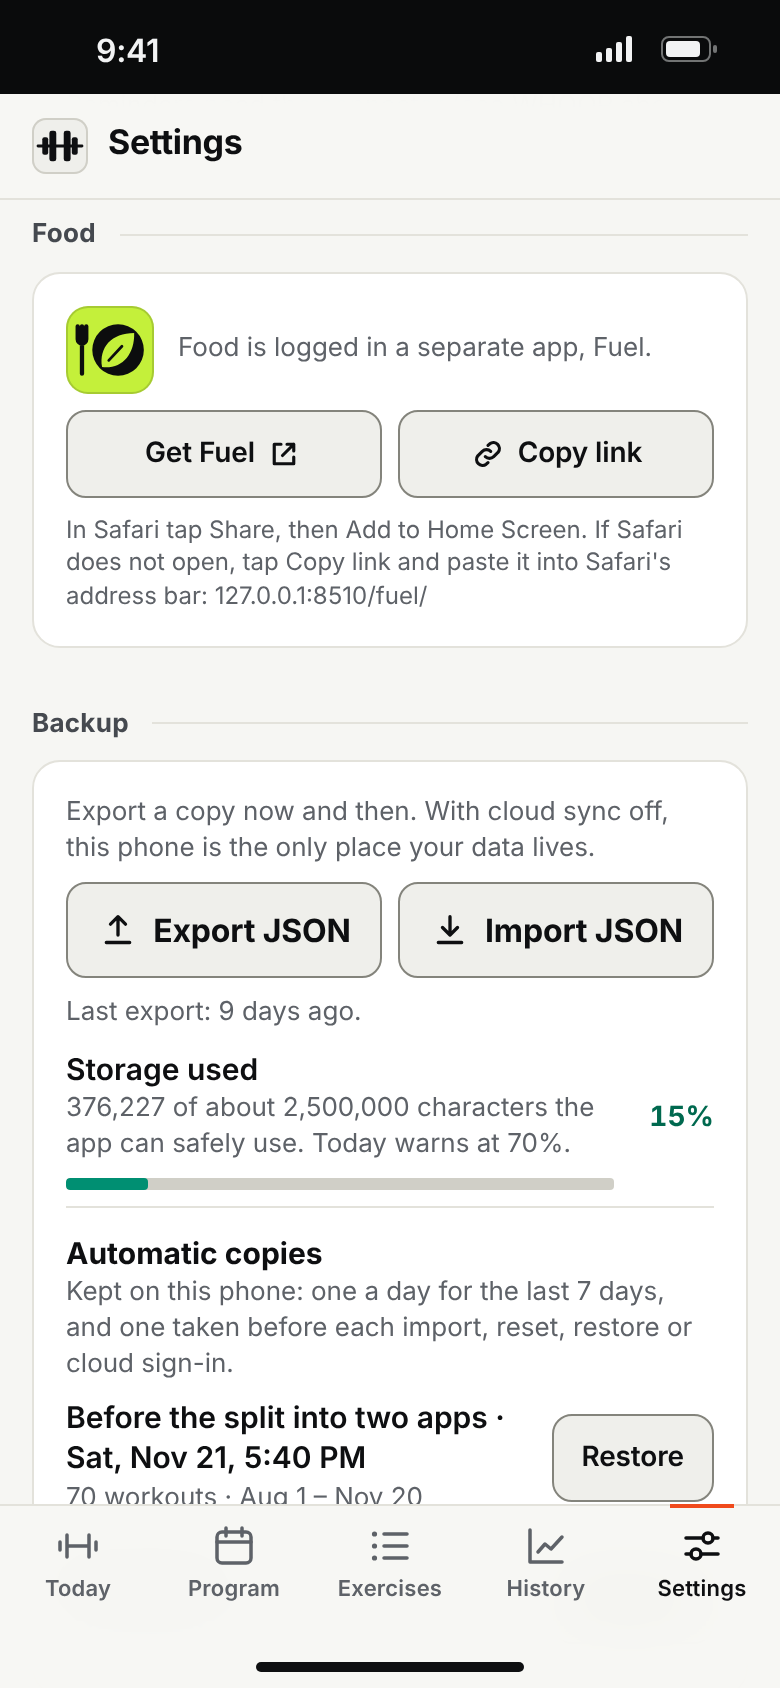 9:41
Settings
Food
Food is logged in a separate app, Fuel.
Get Fuel
Copy link
In Safari tap Share, then Add to Home Screen. If Safari
does not open, tap Copy link and paste it into Safari's
address bar: 127.0.0.1:8510/fuel/
Backup
Export a copy now and then. With cloud sync off,
this phone is the only place your data lives.
Export JSON
Import JSON
Last export: 9 days ago.
Storage used
376,227 of about 2,500,000 characters the
app can safely use. Today warns at 70%.
15%
Automatic copies
Kept on this phone: one a day for the last 7 days,
and one taken before each import, reset, restore or
cloud sign-in.
Before the split into two apps ·
Sat, Nov 21, 5:40 PM
Restore
70 workouts · Aug 1 – Nov 20
Today
Program
Exercises
History
Settings